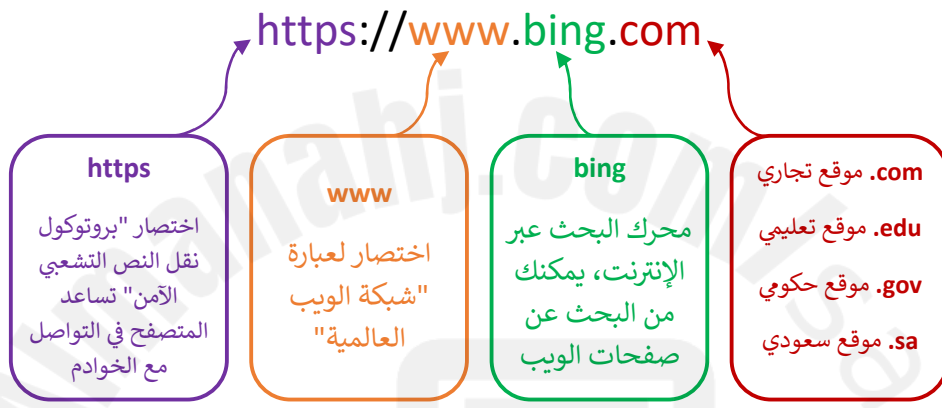 https://www.bing.com
https
اختصار "بروتوكول
نقل النص التشعبي
الآمن" تساعد
المتصفح في التواصل
مع الخوادم
www
اختصار لعبارة
"شبكة الويب
العالمية"
bing
محرك البحث عبر
الإنترنت، يمكنك
من البحث عن
صفحات الويب
.com موقع تجاري
.edu موقع تعليمي
.gov موقع حكومي
.sa موقع سعودي